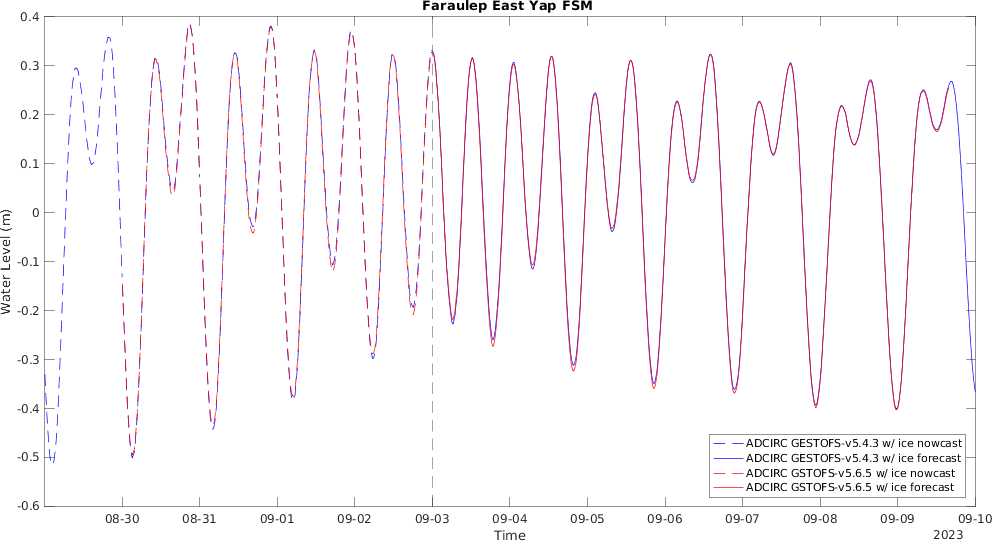 Faraulep East Yap FSM
0.4
0.3
0.2
0.1
0
-0.1
-0.2
-0.3
-0.4
-0.5
-0.6
Water Level (m)
ADCIRC GESTOFS-v5.4.3 w/ ice nowcast
ADCIRC GESTOFS-v5.4.3 w/ ice forecast
ADCIRC GSTOFS-v5.6.5 w/ ice nowcast
ADCIRC GSTOFS-v5.6.5 w/ ice forecast
08-30 08-31 09-01 09-02 09-03 09-04 09-05 09-06 09-07 09-08 09-09 09-10
Time
2023